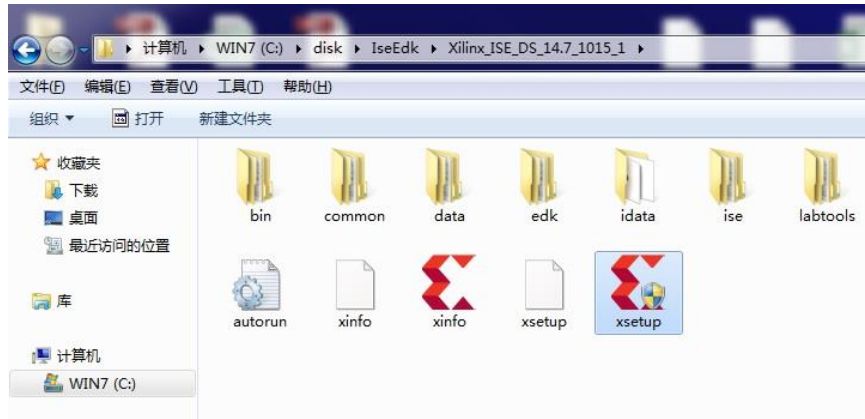 计算机 ▸ WIN7 (C:) ▸ disk ▸ IseEdk ▸ Xilinx_ISE_DS_14.7_1015_1 ▸
文件(F) 编辑(E) 查看(V) 工具(T) 帮助(H)
组织 打开 新建文件夹
收藏夹
下载
桌面
最近访问的位置
库
计算机
WIN7 (C:)
bin common data edk idata ise labtools
autorun xinfo xinfo xsetup xsetup